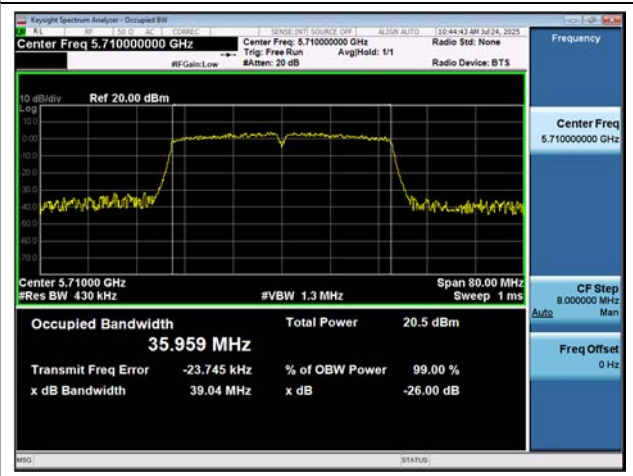 Keysight Spectrum Analyzer - Occupied BW
RL RF 50 Ω AC CORREC SENSE:INT SOURCE OFF ALIGN AUTO 10:44:43 AM Jul 24, 2025
Center Freq 5.710000000 GHz Center Freq: 5.710000000 GHz Radio Std: None Frequency
Trig: Free Run Avg|Hold: 1/1
#IFGain:Low #Atten: 20 dB Radio Device: BTS
10 dB/div Ref 20.00 dBm
Log
10.0
0.00
10.0
20.0
30.0
40.0
50.0
60.0
70.0
Center Freq
5.710000000 GHz
Center 5.71000 GHz Span 80.00 MHz
#Res BW 430 kHz #VBW 1.3 MHz Sweep 1 ms
CF Step
8.000000 MHz
Auto Man
Occupied Bandwidth Total Power 20.5 dBm
35.959 MHz
Transmit Freq Error -23.745 kHz % of OBW Power 99.00 %
x dB Bandwidth 39.04 MHz x dB -26.00 dB
Freq Offset
0 Hz
MSG STATUS